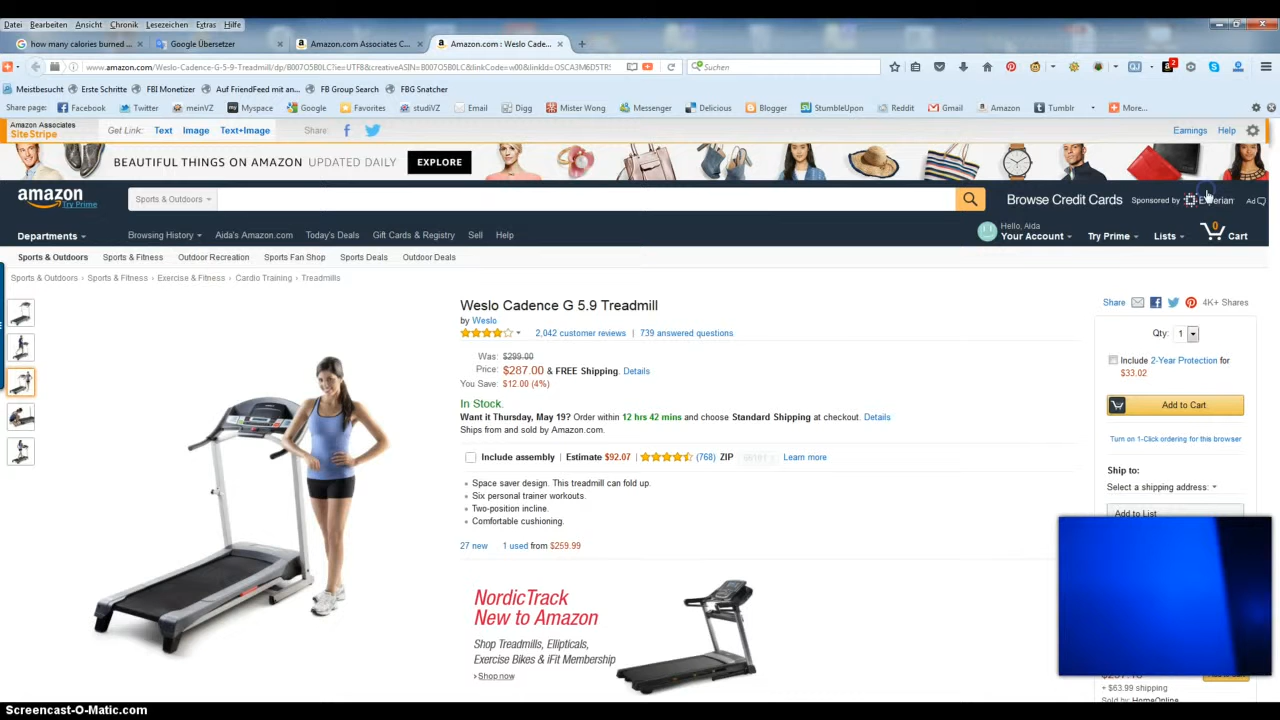 Datei Bearbeiten Ansicht Chronik Lesezeichen Extras Hilfe
how many calories burned ... Google Übersetzer Amazon.com Associates C... Amazon.com : Weslo Cade...
www.amazon.com/Weslo-Cadence-G-5-9-Treadmill/dp/B007O5B0LC/ Suchen
Meistbesucht Erste Schritte FBI Monetizer Auf FriendFeed mit an... FB Group Search FBG Snatcher
Share page: Facebook Twitter meinVZ Myspace Google Favorites studiVZ Email Digg Mister Wong Messenger Delicious Blogger StumbleUpon Reddit Gmail Amazon Tumblr More...
Amazon Associates
SiteStripe Get Link: Text Image Text+Image Share: Earnings Help
BEAUTIFUL THINGS ON AMAZON UPDATED DAILY EXPLORE
amazon Try Prime Sports & Outdoors Browse Credit Cards Sponsored by Experian Ad
Hello, Aida
Departments Browsing History Aida's Amazon.com Today's Deals Gift Cards & Registry Sell Help Your Account Try Prime Lists 0 Cart
Sports & Outdoors Sports & Fitness Outdoor Recreation Sports Fan Shop Sports Deals Outdoor Deals
Sports & Outdoors › Sports & Fitness › Exercise & Fitness › Cardio Training › Treadmills
Weslo Cadence G 5.9 Treadmill
by Weslo
2,042 customer reviews | 739 answered questions
Was: $299.00
Price: $287.00 & FREE Shipping. Details
You Save: $12.00 (4%)
In Stock.
Want it Thursday, May 19? Order within 12 hrs 42 mins and choose Standard Shipping at checkout. Details
Ships from and sold by Amazon.com.
Include assembly | Estimate $92.07 | (768) ZIP Learn more
• Space saver design. This treadmill can fold up.
• Six personal trainer workouts.
• Two-position incline.
• Comfortable cushioning.
27 new 1 used from $259.99
NordicTrack
New to Amazon
Shop Treadmills, Ellipticals,
Exercise Bikes & iFit Membership
› Shop now
Share 4K+ Shares
Qty: 1
Include 2-Year Protection for
$33.02
Add to Cart
Turn on 1-Click ordering for this browser
Ship to:
Select a shipping address:
Add to List
+ $63.99 shipping
Sold by: HomeOnline
Screencast-O-Matic.com